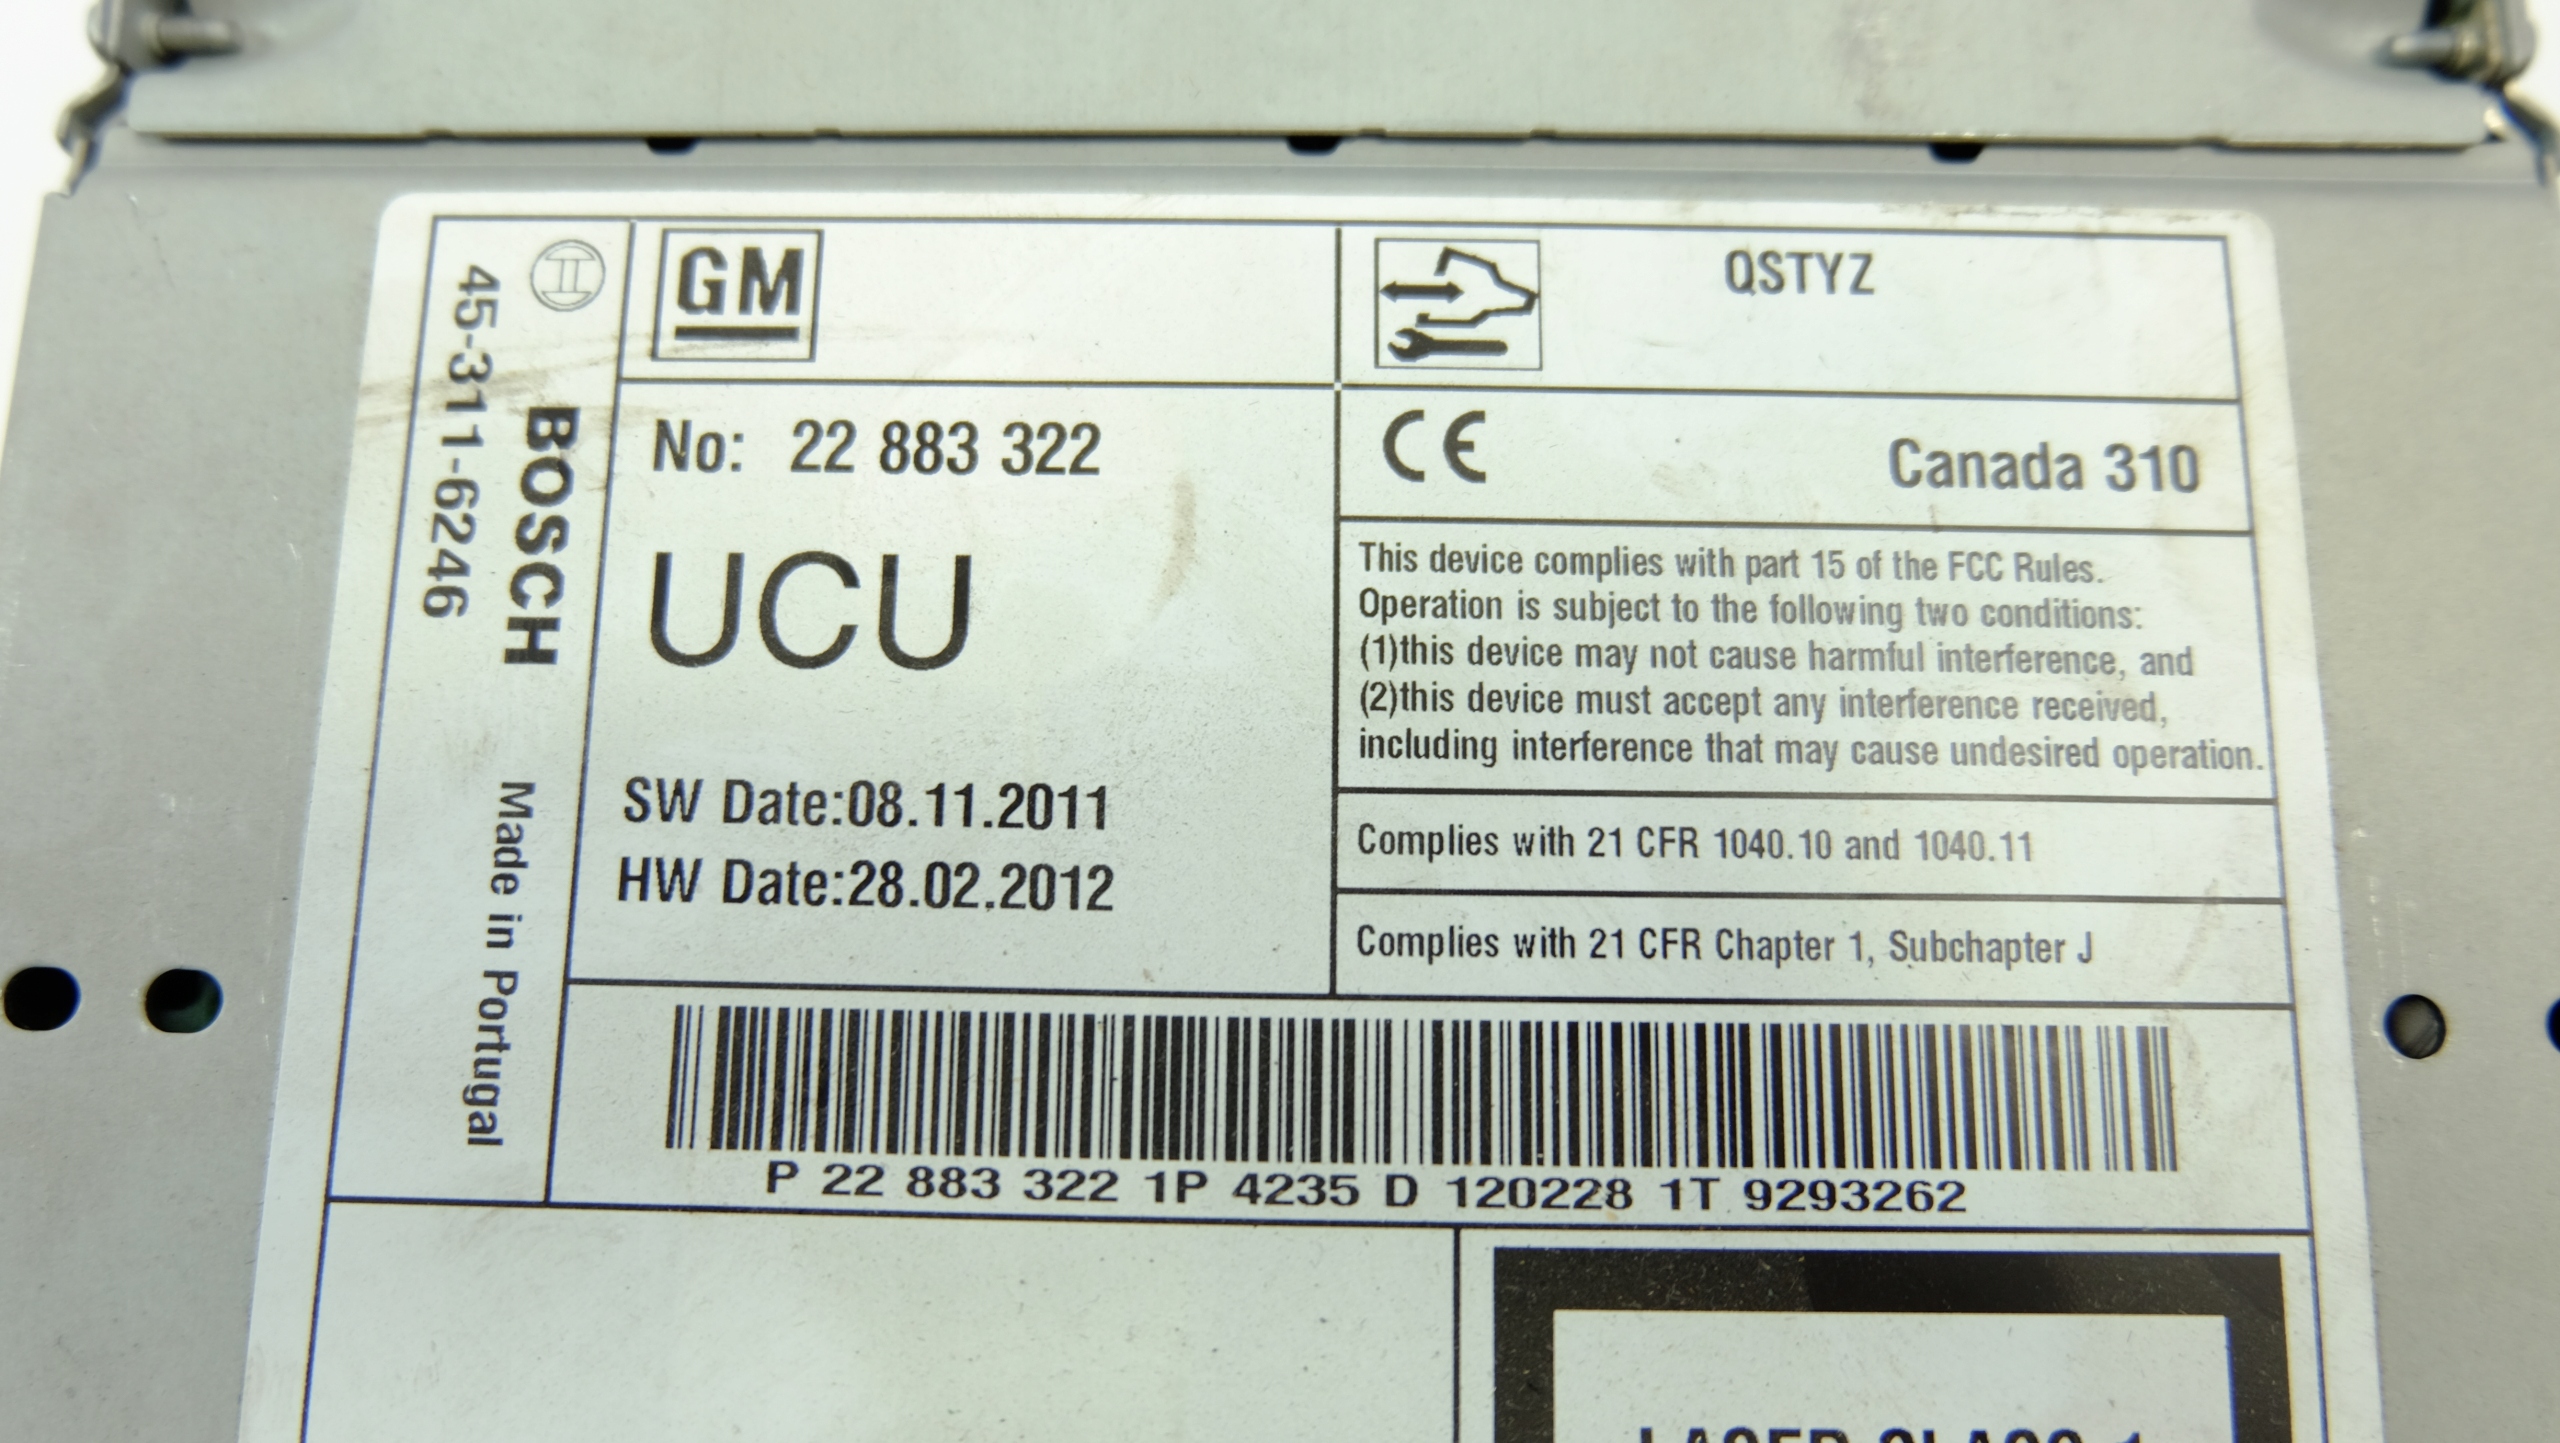 45-311-6246
BOSCH Made in Portugal
GM
No: 22 883 322
UCU
SW Date:08.11.2011
HW Date:28.02.2012
QSTYZ
CE
Canada 310
This device complies with part 15 of the FCC Rules.
Operation is subject to the following two conditions:
(1)this device may not cause harmful interference, and
(2)this device must accept any interference received,
including interference that may cause undesired operation.
Complies with 21 CFR 1040.10 and 1040.11
Complies with 21 CFR Chapter 1, Subchapter J
P 22 883 322 1P 4235 D 120228 1T 9293262
LASER CLASS 1